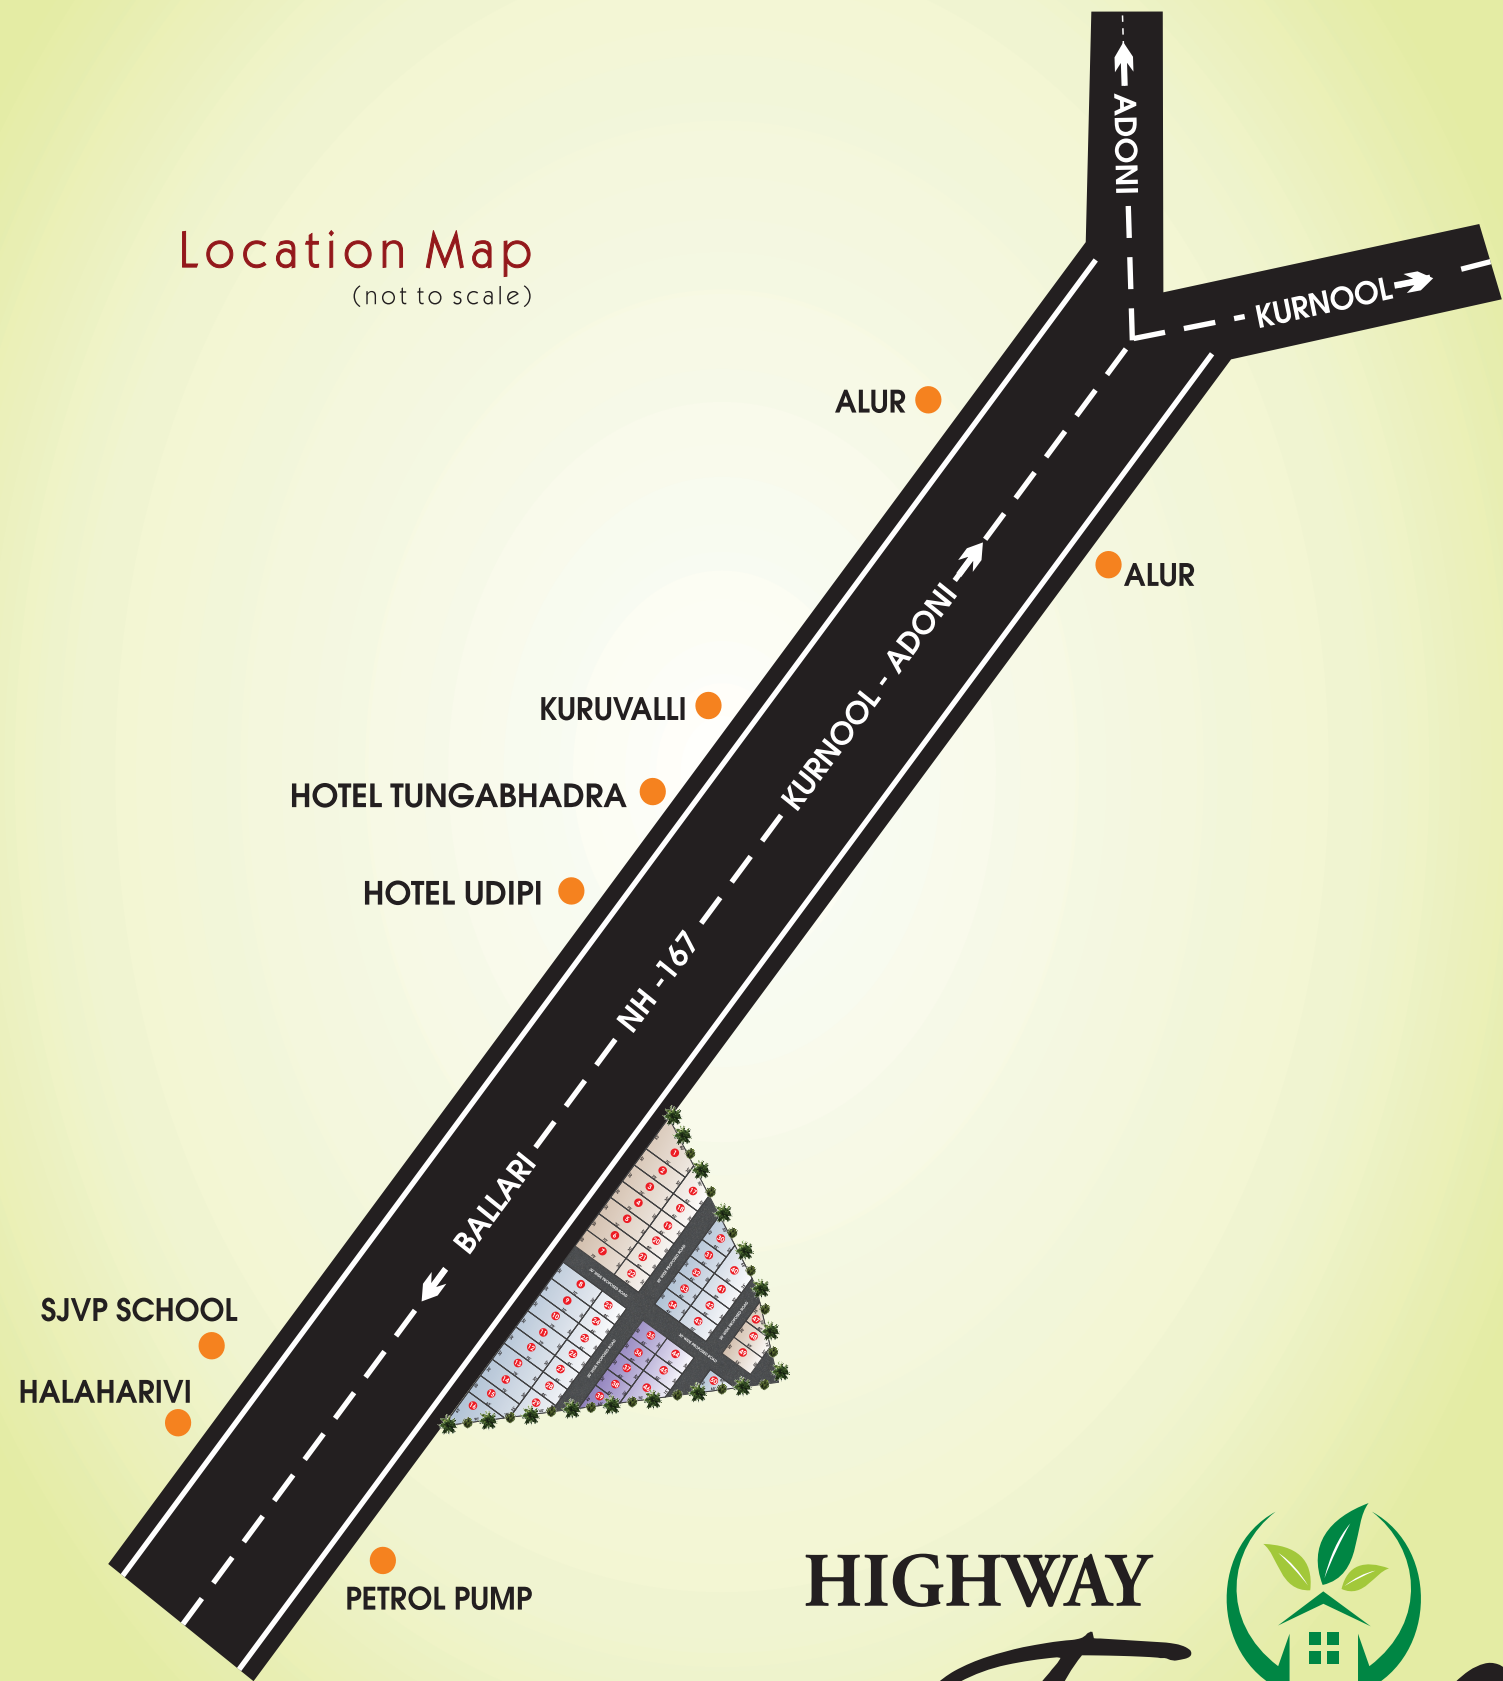 ADONI
Location Map
(not to scale)
KURNOOL
ALUR
ALUR
KURNOOL - ADONI
KURUVALLI
HOTEL TUNGABHADRA
HOTEL UDIPI
NH -167
BALLARI
SJVP SCHOOL
HALAHARIVI
PETROL PUMP
HIGHWAY